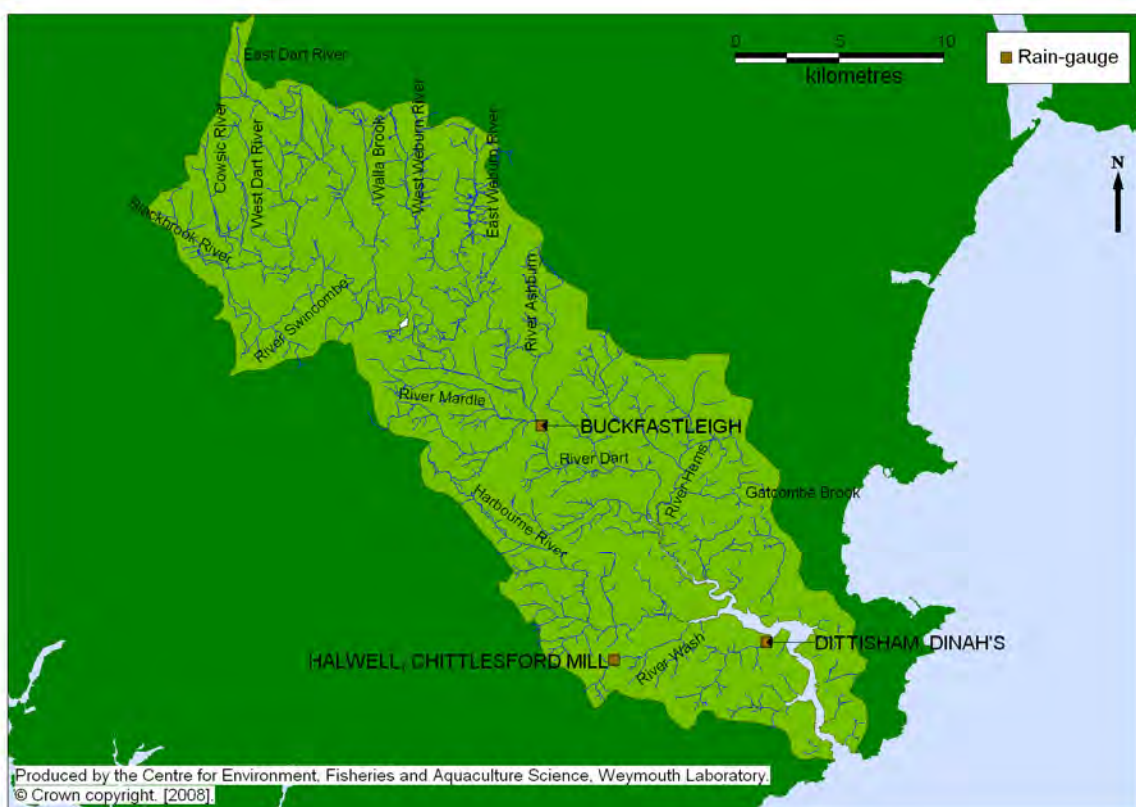 0 5 10
kilometres
Rain-gauge
N
East Dart River
Cowsic River
West Dart River
Walla Brook
West Weburn River
East Weburn River
Blackbrook River
River Swincombe
River Ashburn
River Mardle
BUCKFASTLEIGH
River Dart
River Hems
Gatcombe Brook
Harbourne River
DITTISHAM, DINAH'S
HALWELL, CHITTLESFORD MILL
River Wash
Produced by the Centre for Environment, Fisheries and Aquaculture Science, Weymouth Laboratory.
© Crown copyright. [2008].